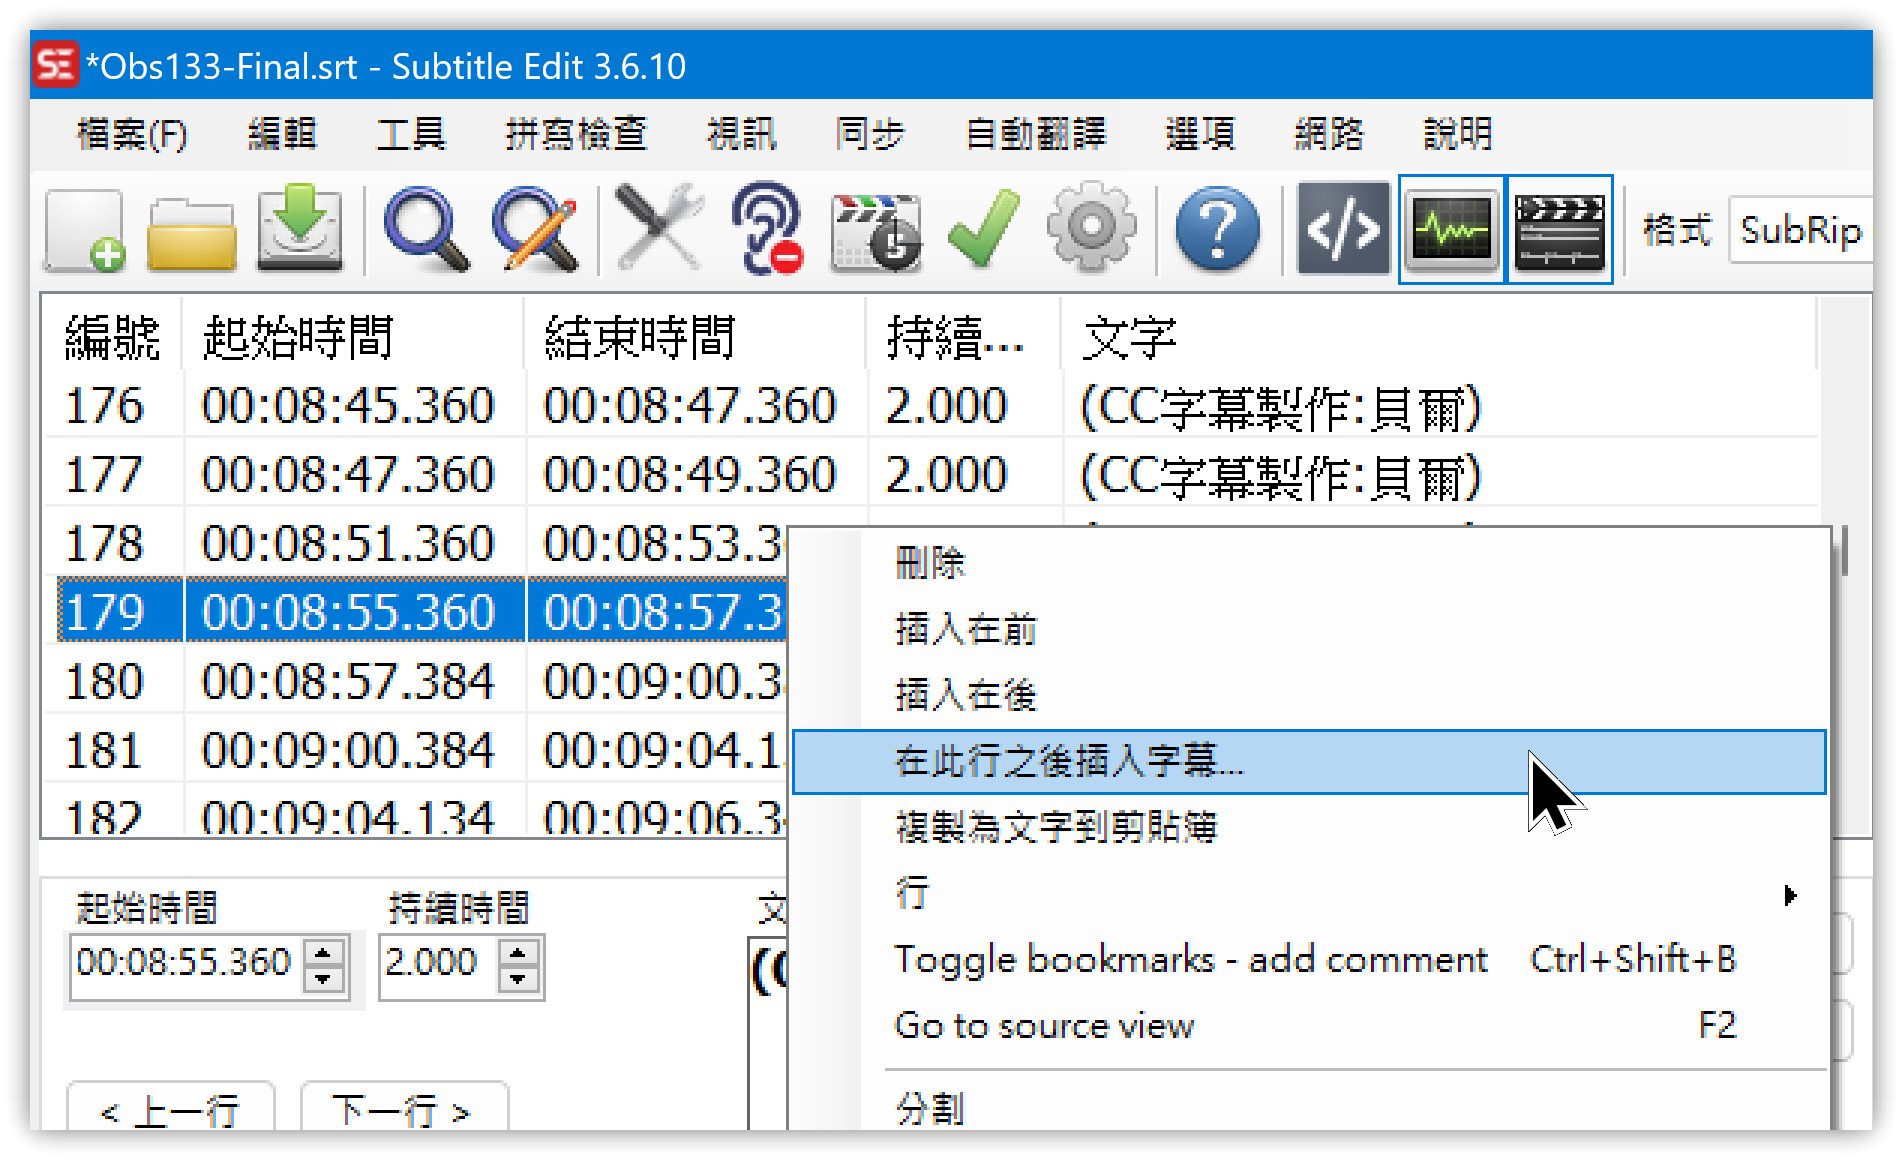 SE *Obs133-Final.srt - Subtitle Edit 3.6.10
檔案(F) 編輯 工具 拼寫檢查 視訊 同步 自動翻譯 選項 網路 說明
? </> 格式 SubRip
編號 起始時間 結束時間 持續... 文字
176 00:08:45.360 00:08:47.360 2.000 (CC字幕製作:貝爾)
177 00:08:47.360 00:08:49.360 2.000 (CC字幕製作:貝爾)
178 00:08:51.360 00:08:53.3
179 00:08:55.360 00:08:57.3
180 00:08:57.384 00:09:00.3
181 00:09:00.384 00:09:04.1
182 00:09:04.134 00:09:06.3
刪除
插入在前
插入在後
在此行之後插入字幕...
複製為文字到剪貼簿
行
Toggle bookmarks - add comment Ctrl+Shift+B
Go to source view F2
分割
起始時間 持續時間 文
00:08:55.360 2.000 (C
< 上一行 下一行 >